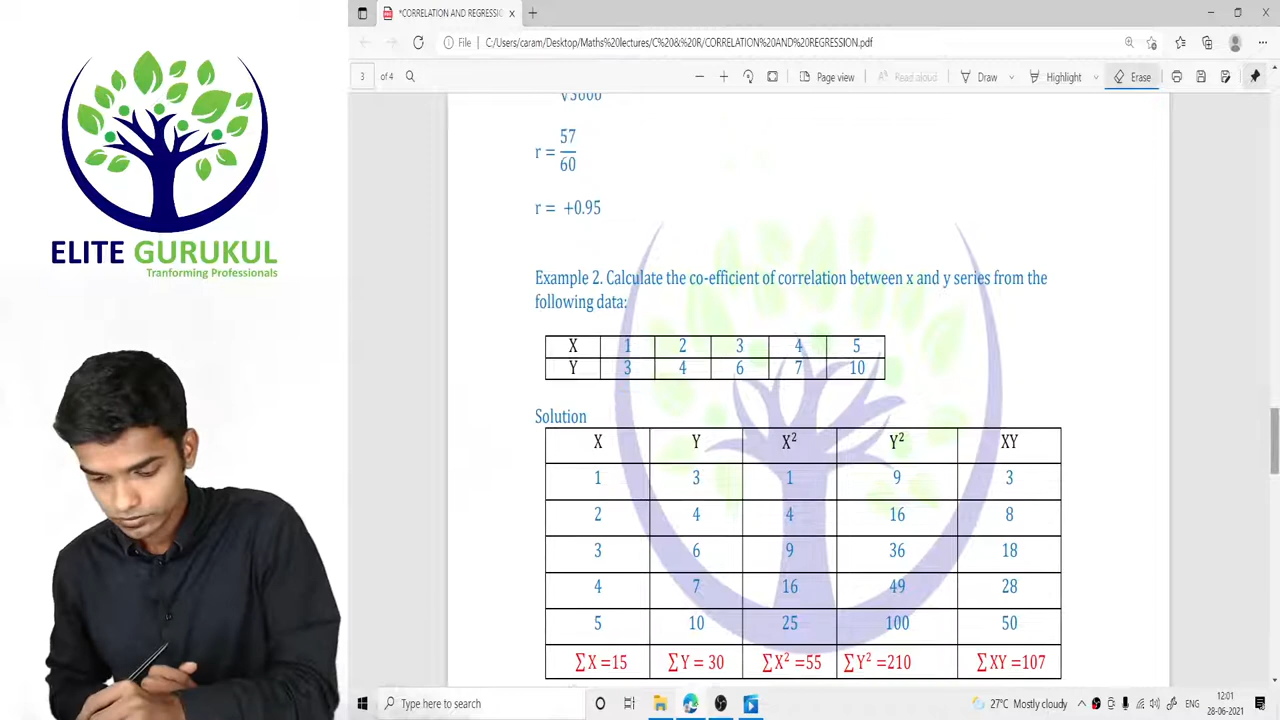 *CORRELATION AND REGRESSI
File
C:/Users/caram/Desktop/Maths%20lectures/C%20&%20R/CORRELATION%20AND%20REGRESSION.pdf
3 of 4
Page view
Read aloud
Draw
Highlight
Erase
ELITE GURUKUL
Tranforming Professionals
√3600
r = 57/60
r = +0.95
Example 2. Calculate the co-efficient of correlation between x and y series from the
following data:
X 1 2 3 4 5
Y 3 4 6 7 10
Solution
X Y X² Y² XY
1 3 1 9 3
2 4 4 16 8
3 6 9 36 18
4 7 16 49 28
5 10 25 100 50
∑X =15 ∑Y = 30 ∑X² =55 ∑Y² =210 ∑XY =107
Type here to search
27°C Mostly cloudy
ENG
12:01
28-06-2021